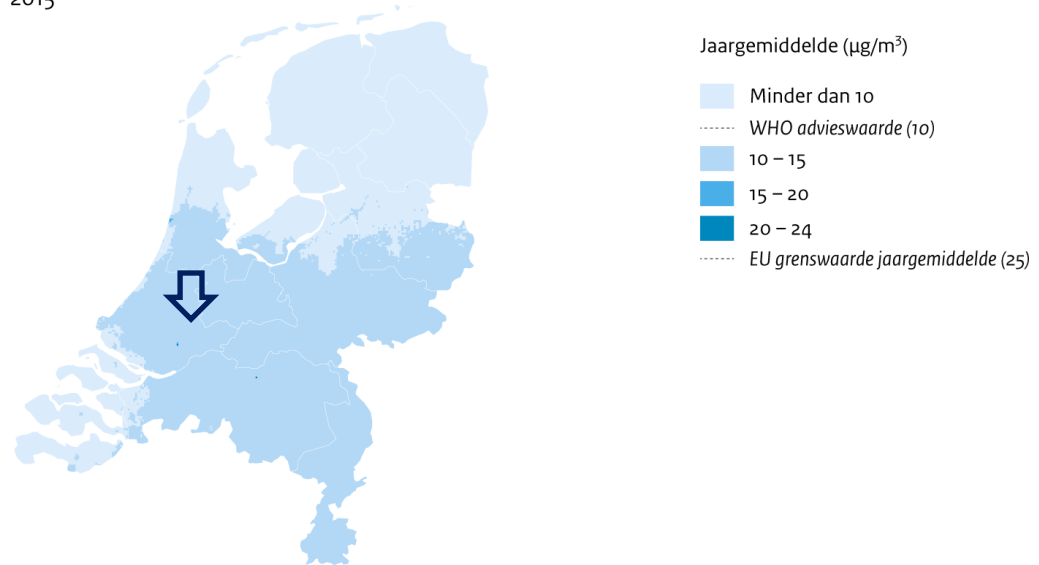 2015
Jaargemiddelde (µg/m³)
Minder dan 10
WHO advieswaarde (10)
10 – 15
15 – 20
20 – 24
EU grenswaarde jaargemiddelde (25)